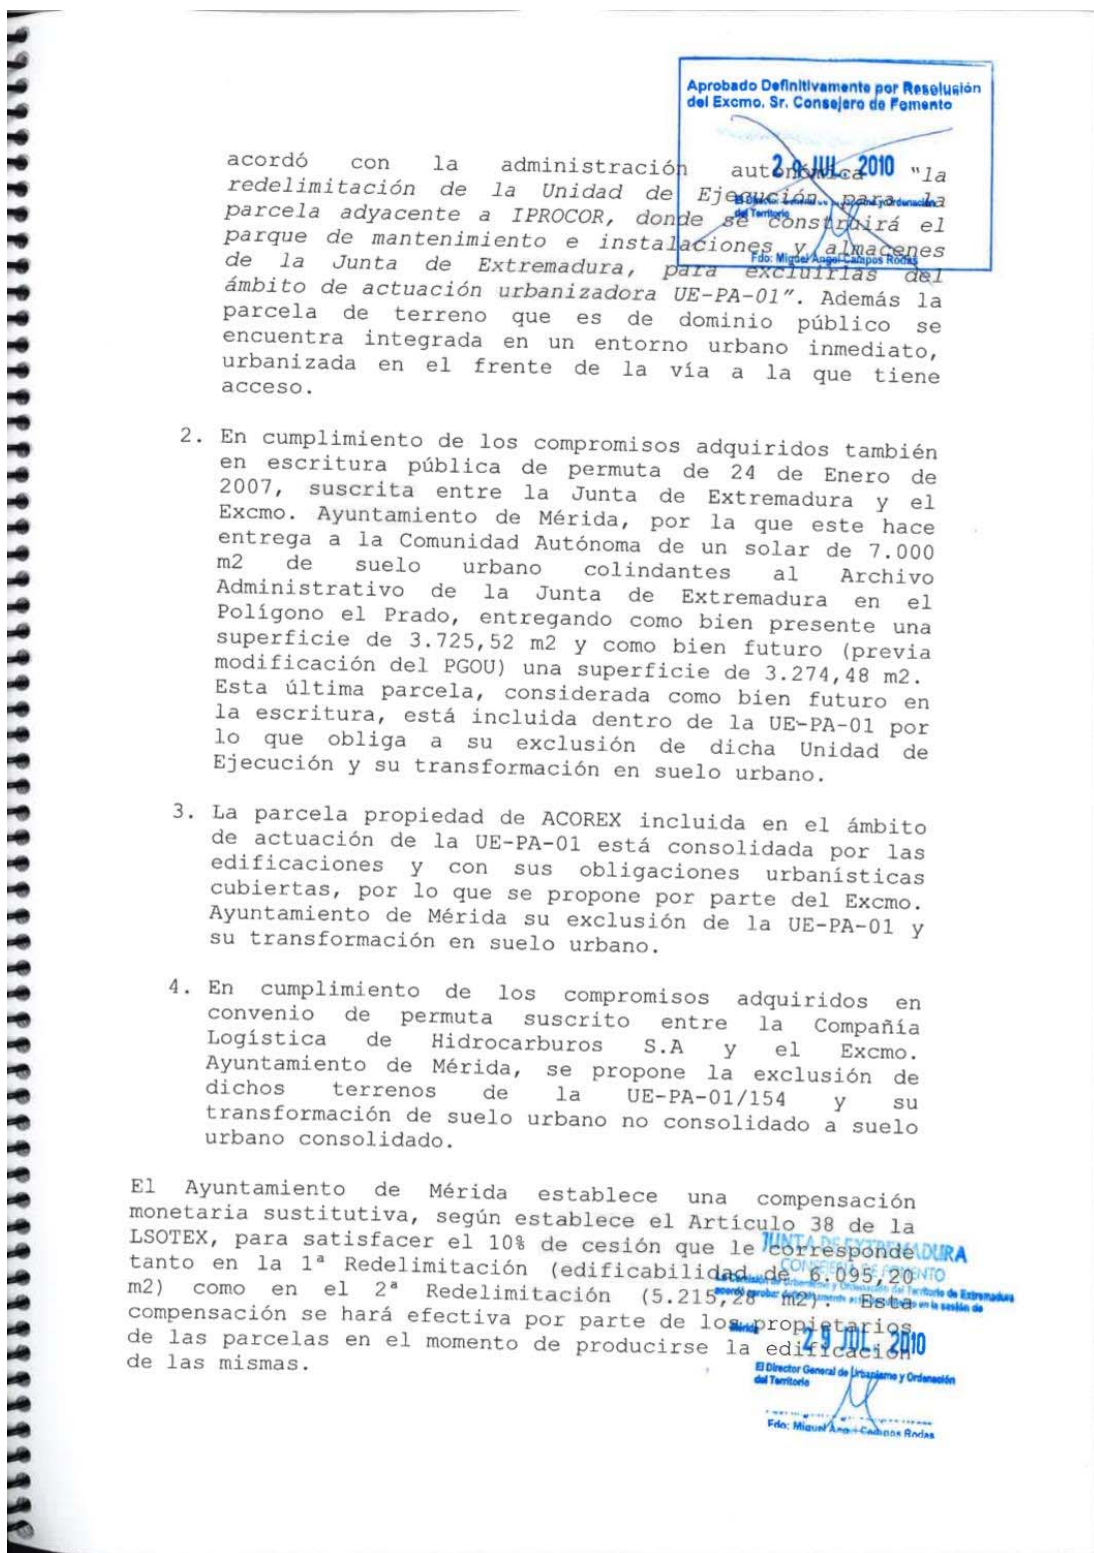 Aprobado Definitivamente por Resolución
del Excmo. Sr. Consejero de Fomento
29 JUL. 2010
del Territorio
Fdo: Miguel Angel Campos Rodas
acordó con la administración autonómica "la
redelimitación de la Unidad de Ejecución para la
parcela adyacente a IPROCOR, donde se construirá el
parque de mantenimiento e instalaciones y almacenes
de la Junta de Extremadura, para excluirlas del
ámbito de actuación urbanizadora UE-PA-01". Además la
parcela de terreno que es de dominio público se
encuentra integrada en un entorno urbano inmediato,
urbanizada en el frente de la vía a la que tiene
acceso.
2. En cumplimiento de los compromisos adquiridos también
en escritura pública de permuta de 24 de Enero de
2007, suscrita entre la Junta de Extremadura y el
Excmo. Ayuntamiento de Mérida, por la que este hace
entrega a la Comunidad Autónoma de un solar de 7.000
m2 de suelo urbano colindantes al Archivo
Administrativo de la Junta de Extremadura en el
Polígono el Prado, entregando como bien presente una
superficie de 3.725,52 m2 y como bien futuro (previa
modificación del PGOU) una superficie de 3.274,48 m2.
Esta última parcela, considerada como bien futuro en
la escritura, está incluida dentro de la UE-PA-01 por
lo que obliga a su exclusión de dicha Unidad de
Ejecución y su transformación en suelo urbano.
3. La parcela propiedad de ACOREX incluida en el ámbito
de actuación de la UE-PA-01 está consolidada por las
edificaciones y con sus obligaciones urbanísticas
cubiertas, por lo que se propone por parte del Excmo.
Ayuntamiento de Mérida su exclusión de la UE-PA-01 y
su transformación en suelo urbano.
4. En cumplimiento de los compromisos adquiridos en
convenio de permuta suscrito entre la Compañía
Logística de Hidrocarburos S.A y el Excmo.
Ayuntamiento de Mérida, se propone la exclusión de
dichos terrenos de la UE-PA-01/154 y su
transformación de suelo urbano no consolidado a suelo
urbano consolidado.
El Ayuntamiento de Mérida establece una compensación
monetaria sustitutiva, según establece el Artículo 38 de la
LSOTEX, para satisfacer el 10% de cesión que le corresponde
tanto en la 1ª Redelimitación (edificabilidad de 6.095,20
m2) como en el 2ª Redelimitación (5.215,28 m2). Esta
compensación se hará efectiva por parte de los propietarios
de las parcelas en el momento de producirse la edificación
de las mismas.
JUNTA DE EXTREMADURA
CONSEJERÍA DE FOMENTO
Mérida
29 JUL. 2010
El Director General de Urbanismo y Ordenación
del Territorio
Fdo: Miguel Angel Campos Rodas